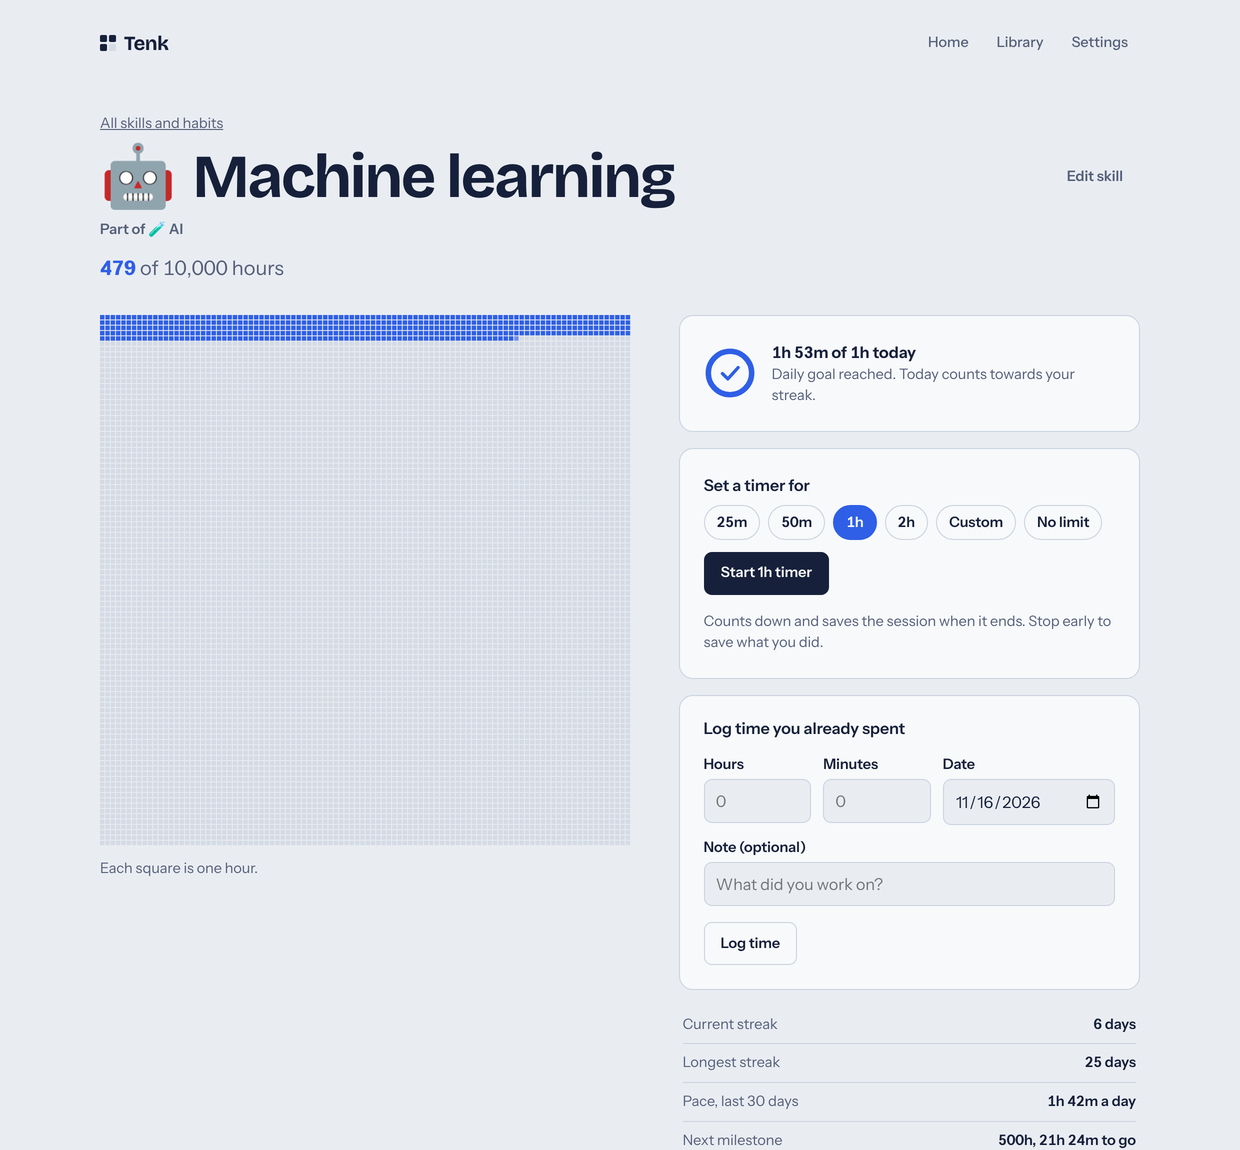 Tenk
Home
Library
Settings
All skills and habits
Machine learning
Edit skill
Part of 🧪 AI
479 of 10,000 hours
Each square is one hour.
1h 53m of 1h today
Daily goal reached. Today counts towards your
streak.
Set a timer for
25m
50m
1h
2h
Custom
No limit
Start 1h timer
Counts down and saves the session when it ends. Stop early to
save what you did.
Log time you already spent
Hours
Minutes
Date
0
0
11/16/2026
Note (optional)
What did you work on?
Log time
Current streak
6 days
Longest streak
25 days
Pace, last 30 days
1h 42m a day
Next milestone
500h, 21h 24m to go